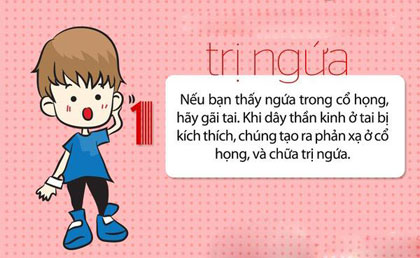 trị ngứa
1
Nếu bạn thấy ngứa trong cổ họng,
hãy gãi tai. Khi dây thần kinh ở tai bị
kích thích, chúng tạo ra phản xạ ở cổ
họng, và chữa trị ngứa.